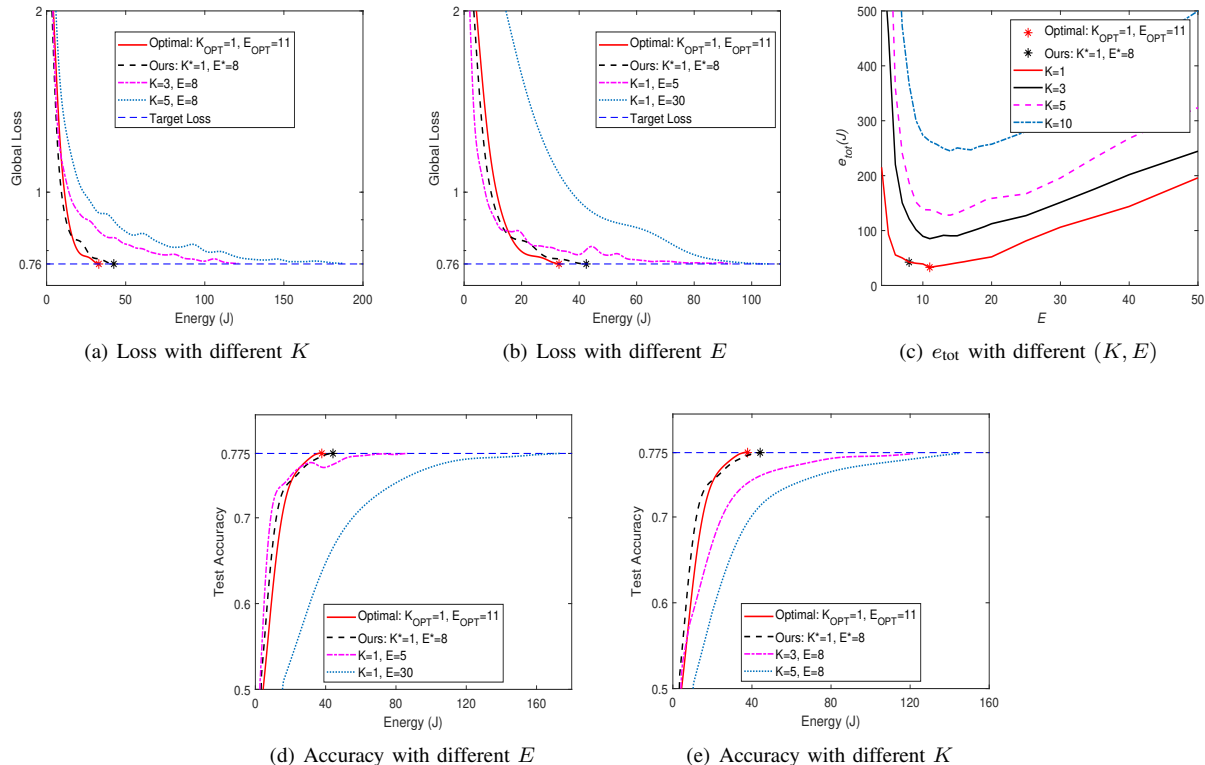 2
1
0.76
Global Loss
0 50 100 150 200
Energy (J)
Optimal: K_OPT=1, E_OPT=11
Ours: K*=1, E*=8
K=3, E=8
K=5, E=8
Target Loss
(a) Loss with different K
2
1
0.76
Global Loss
0 20 40 60 80 100
Energy (J)
Optimal: K_OPT=1, E_OPT=11
Ours: K*=1, E*=8
K=1, E=5
K=1, E=30
Target Loss
(b) Loss with different E
500
400
300
200
100
0
e_tot(J)
10 20 30 40 50
E
Optimal: K_OPT=1, E_OPT=11
Ours: K*=1, E*=8
K=1
K=3
K=5
K=10
(c) e_tot with different (K, E)
0.775
0.7
0.6
0.5
Test Accuracy
0 40 80 120 160
Energy (J)
Optimal: K_OPT=1, E_OPT=11
Ours: K*=1, E*=8
K=1, E=5
K=1, E=30
(d) Accuracy with different E
0.775
0.7
0.6
0.5
Test Accuracy
0 40 80 120 160
Energy (J)
Optimal: K_OPT=1, E_OPT=11
Ours: K*=1, E*=8
K=3, E=8
K=5, E=8
(e) Accuracy with different K